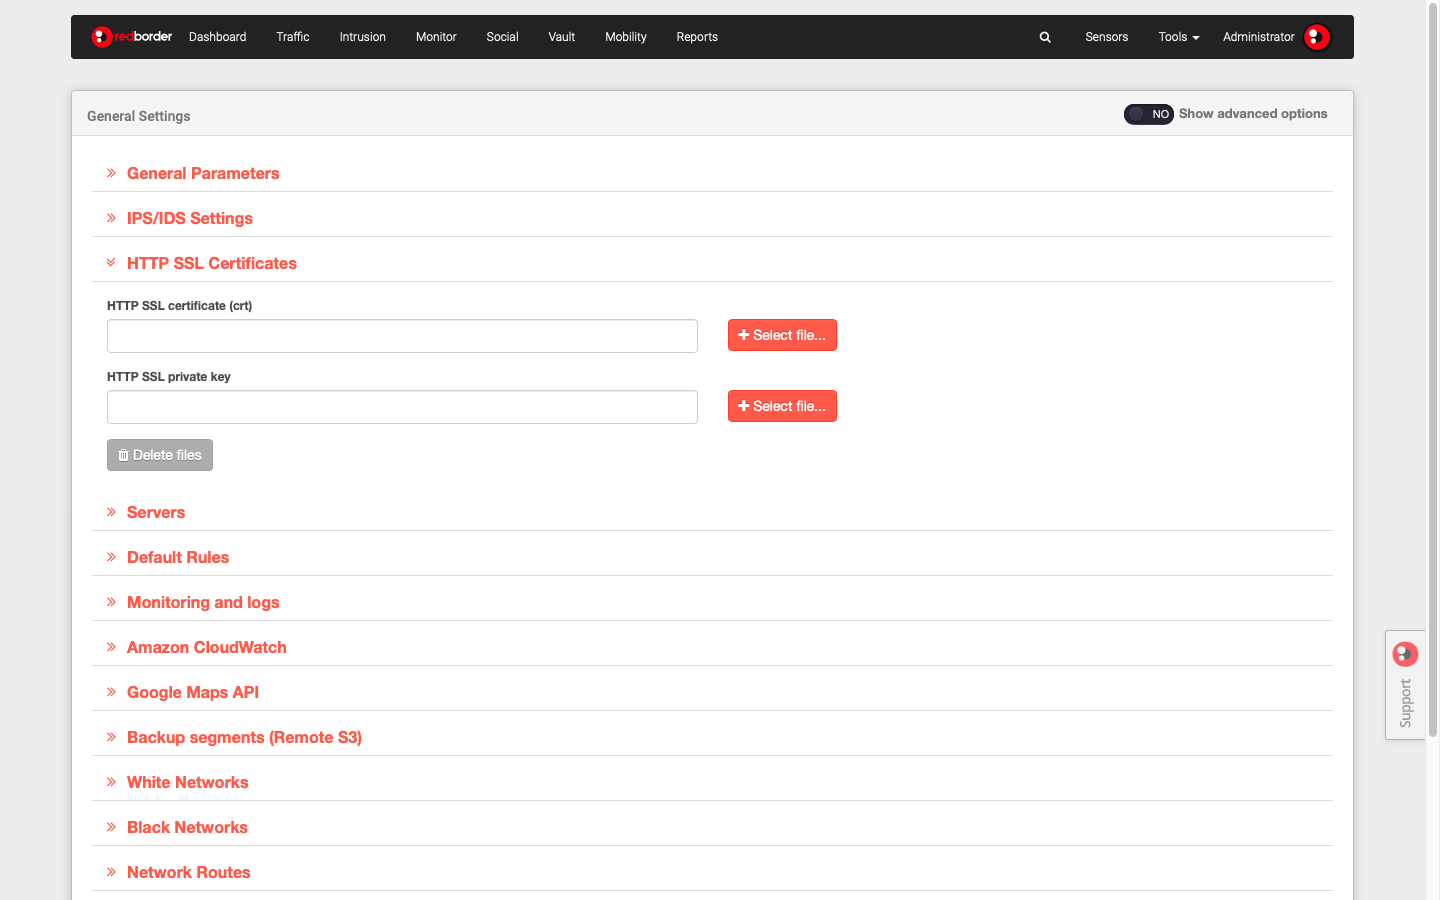 redborder Dashboard Traffic Intrusion Monitor Social Vault Mobility Reports Sensors Tools Administrator
General Settings NO Show advanced options
General Parameters
IPS/IDS Settings
HTTP SSL Certificates
HTTP SSL certificate (crt)
Select file...
HTTP SSL private key
Select file...
Delete files
Servers
Default Rules
Monitoring and logs
Amazon CloudWatch
Google Maps API
Backup segments (Remote S3)
White Networks
Black Networks
Network Routes
Support